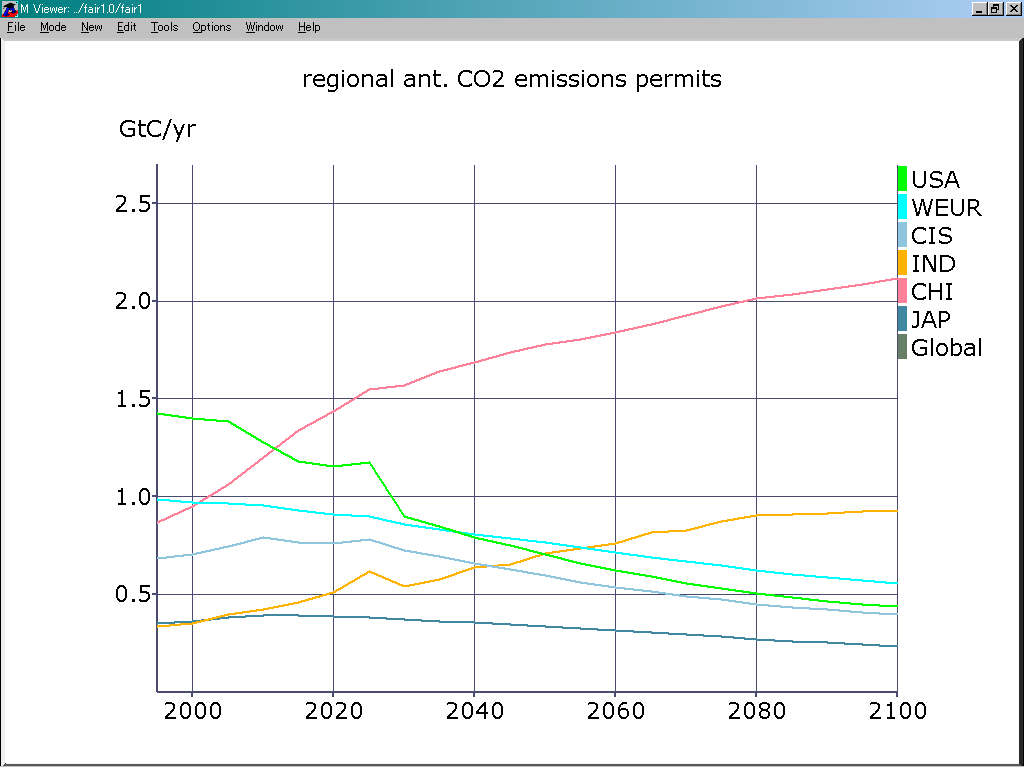 M Viewer: ../fair1.0/fair1
File Mode New Edit Tools Options Window Help
regional ant. CO2 emissions permits
GtC/yr
2.5
2.0
1.5
1.0
0.5
2000 2020 2040 2060 2080 2100
USA
WEUR
CIS
IND
CHI
JAP
Global